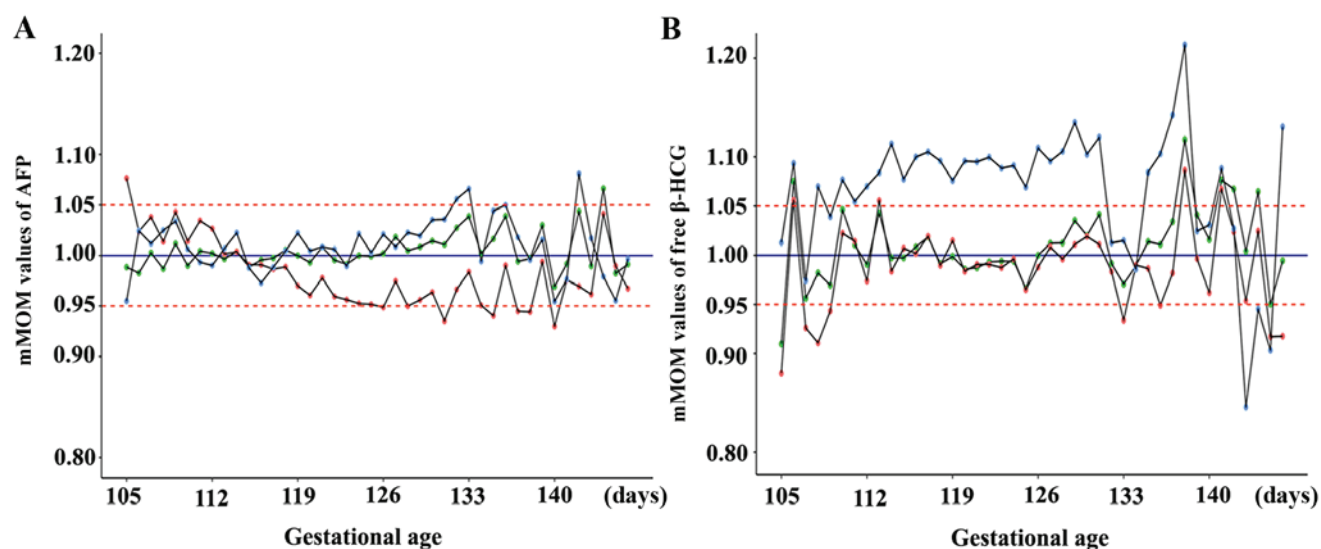 A
mMOM values of AFP
1.20
1.10
1.05
1.00
0.95
0.90
0.80
105 112 119 126 133 140 (days)
Gestational age
B
mMOM values of free β-HCG
1.20
1.10
1.05
1.00
0.95
0.90
0.80
105 112 119 126 133 140 (days)
Gestational age